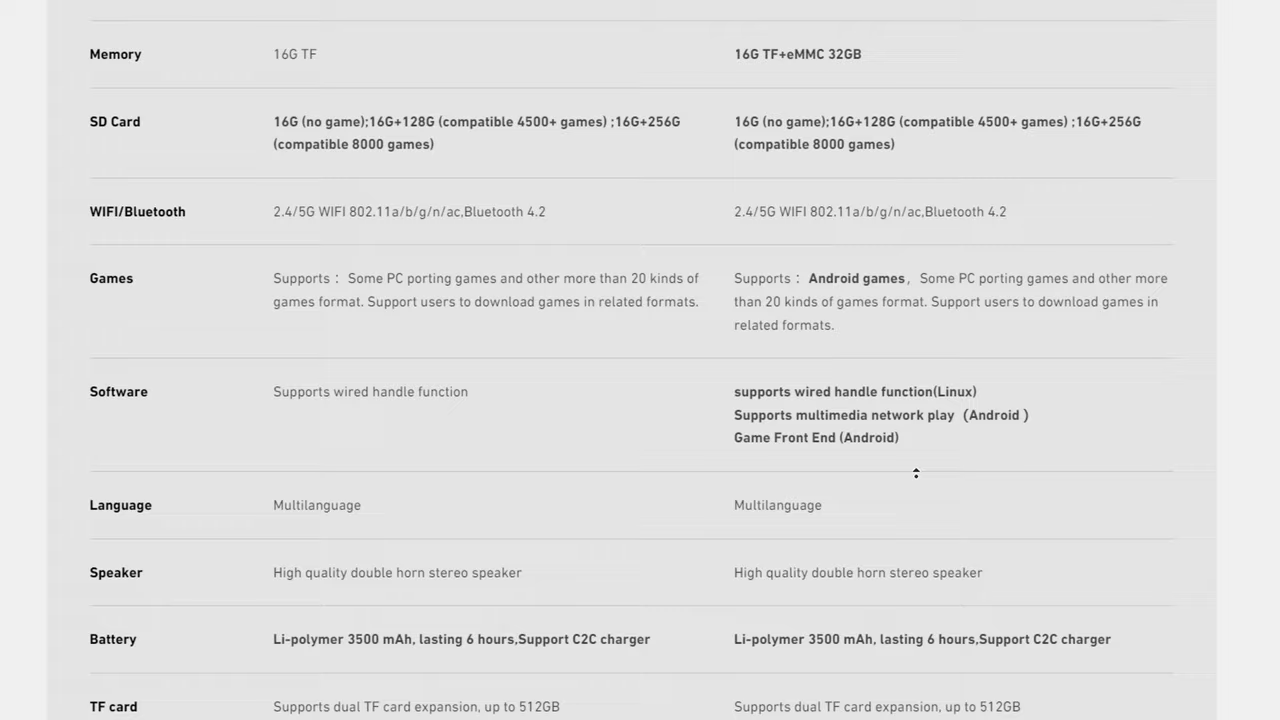 Memory 16G TF 16G TF+eMMC 32GB
SD Card 16G (no game);16G+128G (compatible 4500+ games) ;16G+256G 16G (no game);16G+128G (compatible 4500+ games) ;16G+256G
(compatible 8000 games) (compatible 8000 games)
WIFI/Bluetooth 2.4/5G WIFI 802.11a/b/g/n/ac,Bluetooth 4.2 2.4/5G WIFI 802.11a/b/g/n/ac,Bluetooth 4.2
Games Supports： Some PC porting games and other more than 20 kinds of Supports： Android games， Some PC porting games and other more
games format. Support users to download games in related formats. than 20 kinds of games format. Support users to download games in
related formats.
Software Supports wired handle function supports wired handle function(Linux)
Supports multimedia network play（Android ）
Game Front End (Android)
Language Multilanguage Multilanguage
Speaker High quality double horn stereo speaker High quality double horn stereo speaker
Battery Li-polymer 3500 mAh, lasting 6 hours,Support C2C charger Li-polymer 3500 mAh, lasting 6 hours,Support C2C charger
TF card Supports dual TF card expansion, up to 512GB Supports dual TF card expansion, up to 512GB